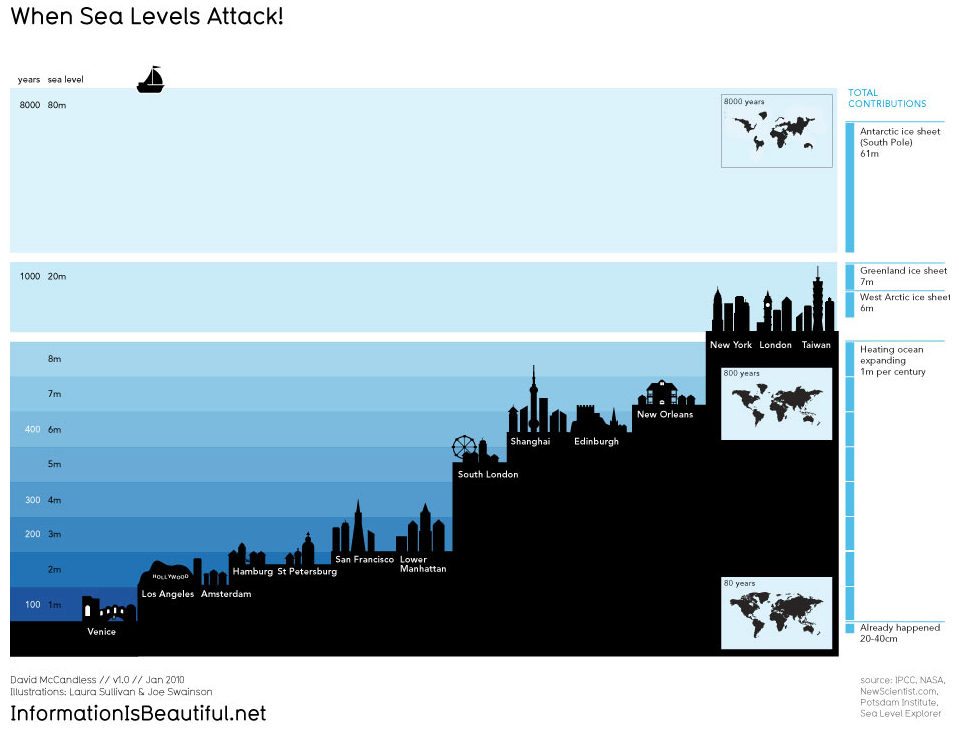 When Sea Levels Attack!
years sea level
8000 80m
8000 years
TOTAL
CONTRIBUTIONS
Antarctic ice sheet
(South Pole)
61m
1000 20m
Greenland ice sheet
7m
West Arctic ice sheet
6m
New York London Taiwan
Heating ocean
expanding
1m per century
8m
800 years
7m
New Orleans
400 6m
Shanghai Edinburgh
5m
South London
300 4m
200 3m
San Francisco Lower
Manhattan
2m
Hamburg St Petersburg
HOLLYWOOD
80 years
Los Angeles Amsterdam
100 1m
Venice
Already happened
20-40cm
David McCandless // v1.0 // Jan 2010
Illustrations: Laura Sullivan & Joe Swainson
InformationIsBeautiful.net
source: IPCC, NASA,
NewScientist.com,
Potsdam Institute,
Sea Level Explorer